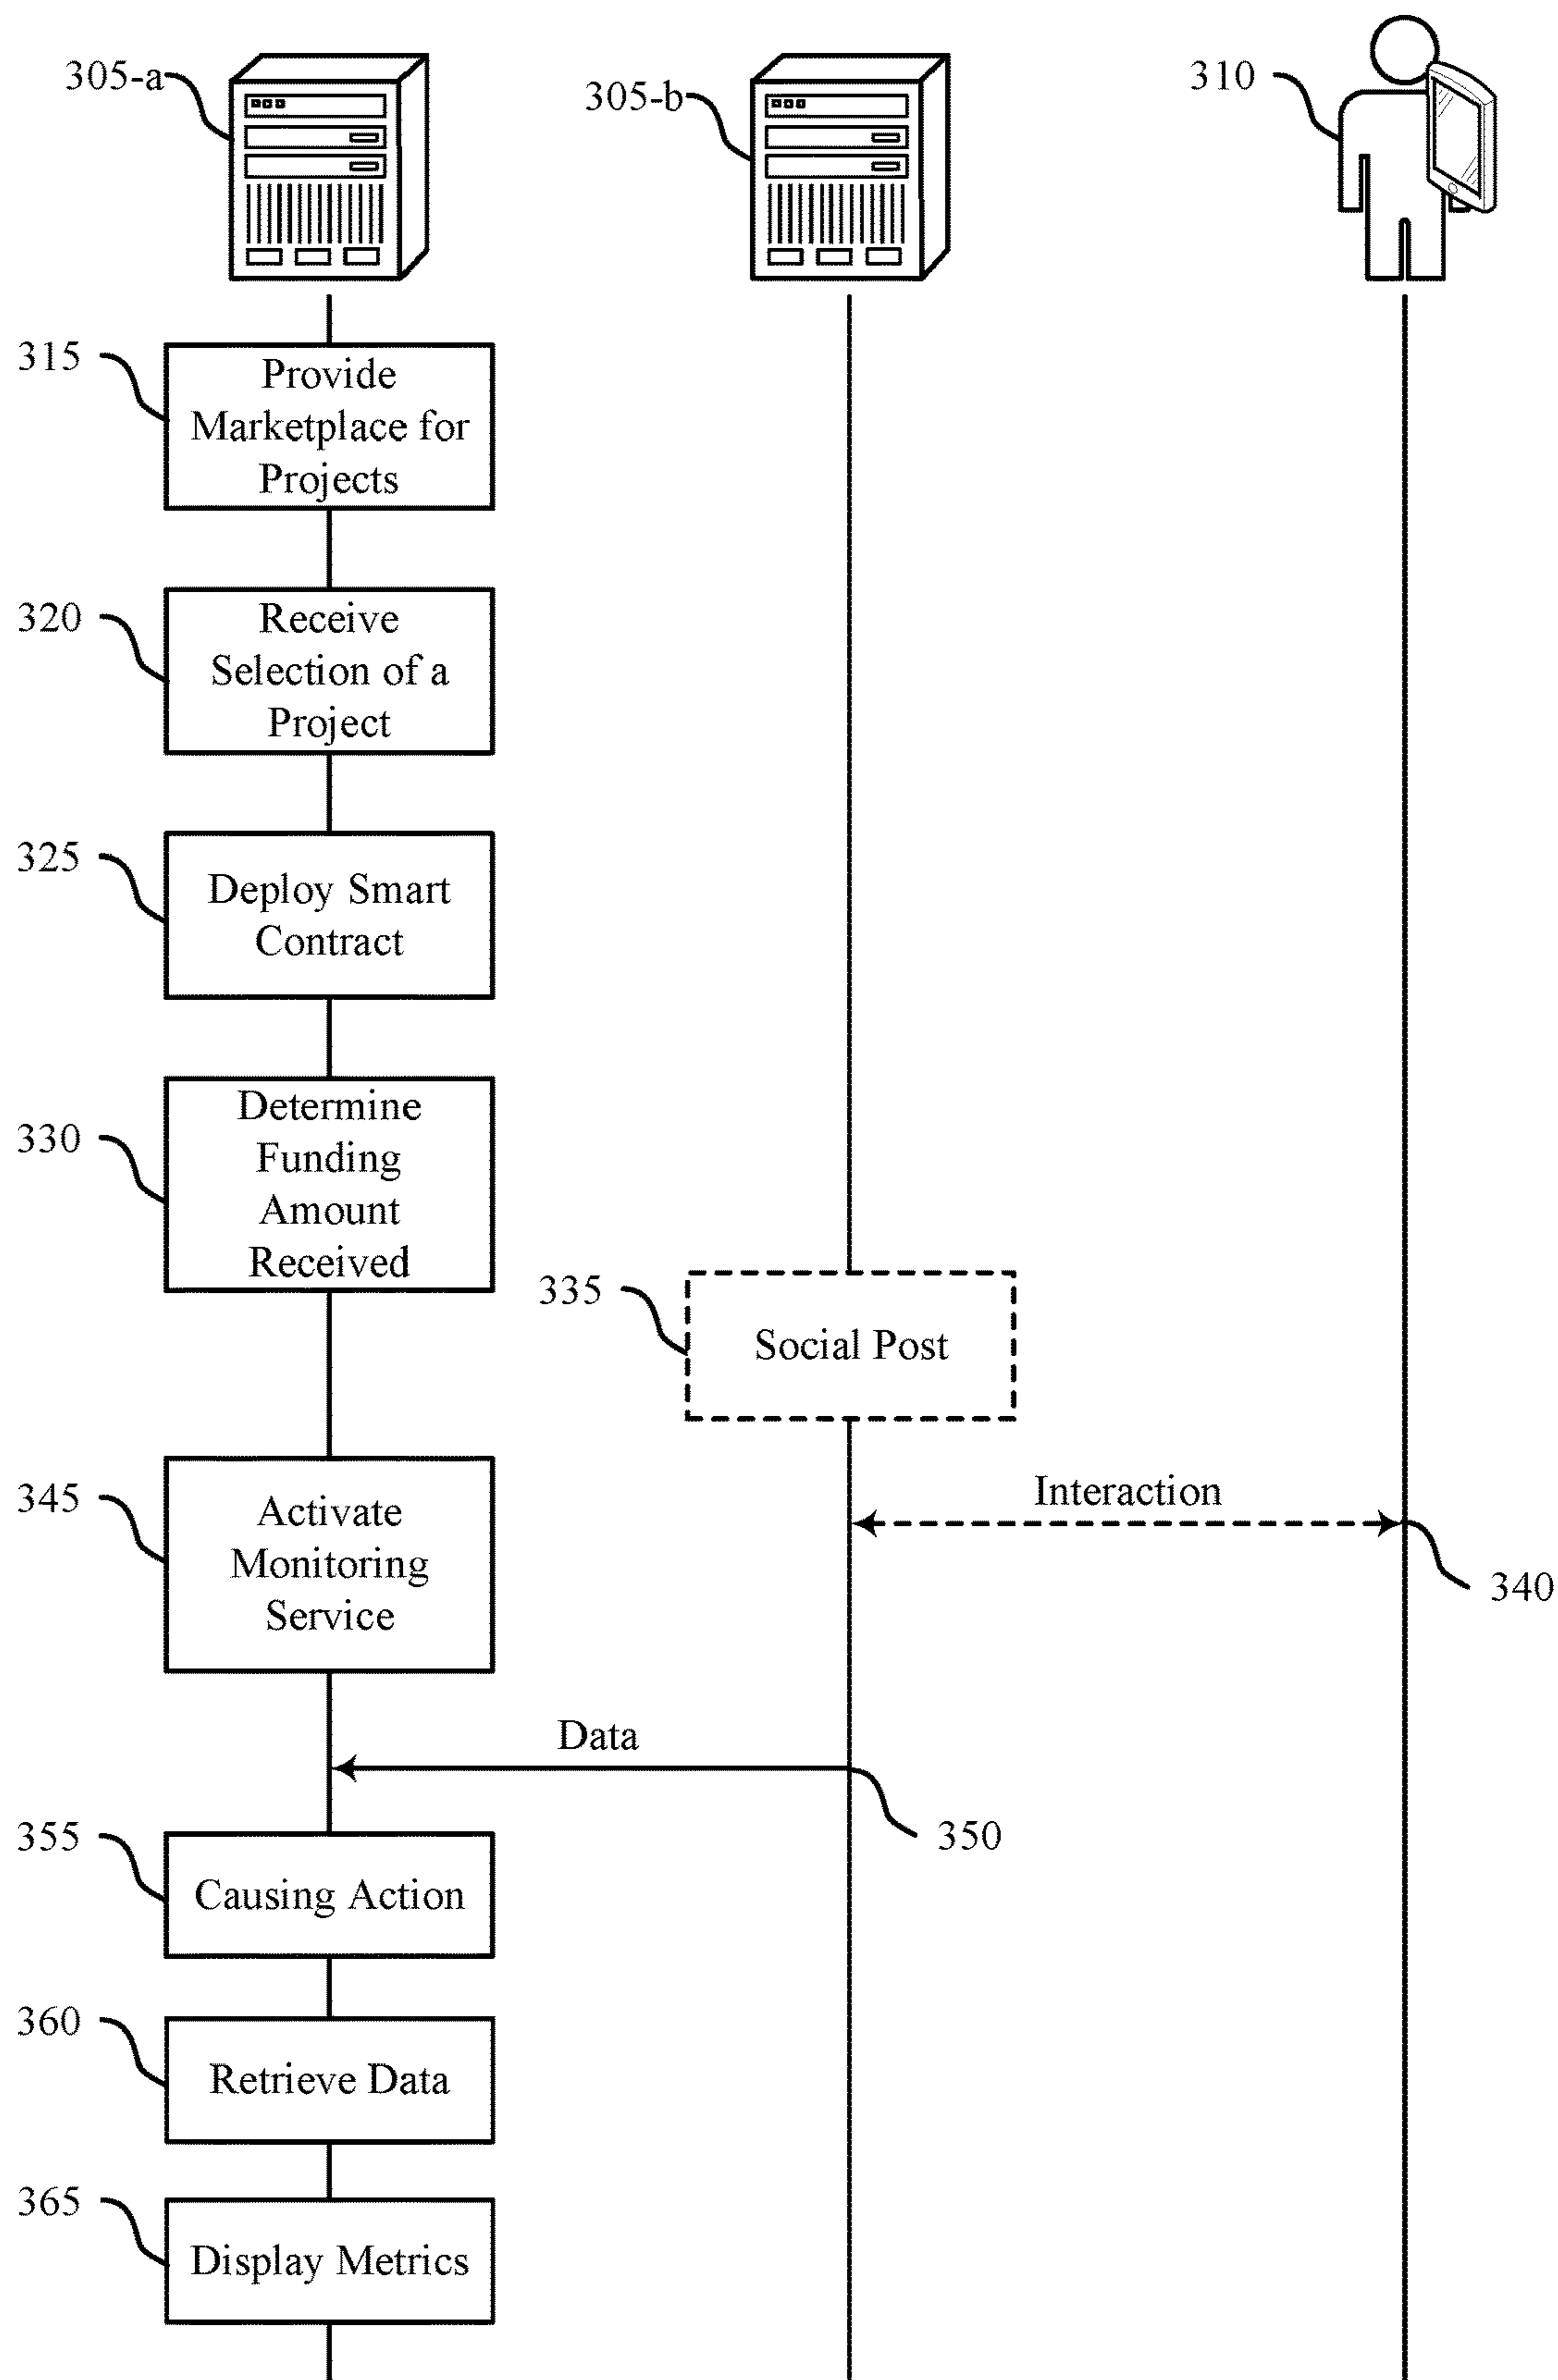 305-a
305-b
310
315
Provide
Marketplace for
Projects
320
Receive
Selection of a
Project
325
Deploy Smart
Contract
330
Determine
Funding
Amount
Received
335
Social Post
345
Activate
Monitoring
Service
Interaction
340
Data
350
355
Causing Action
360
Retrieve Data
365
Display Metrics